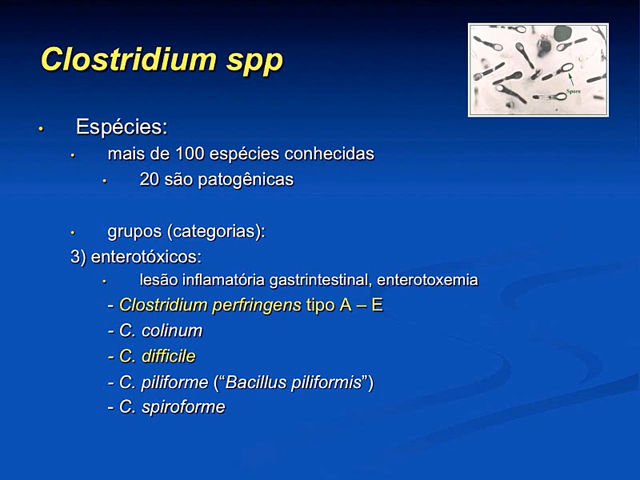 Clostridium spp
Spore
• Espécies:
• mais de 100 espécies conhecidas
• 20 são patogênicas
• grupos (categorias):
3) enterotóxicos:
• lesão inflamatória gastrintestinal, enterotoxemia
- Clostridium perfringens tipo A – E
- C. colinum
- C. difficile
- C. piliforme (“Bacillus piliformis”)
- C. spiroforme